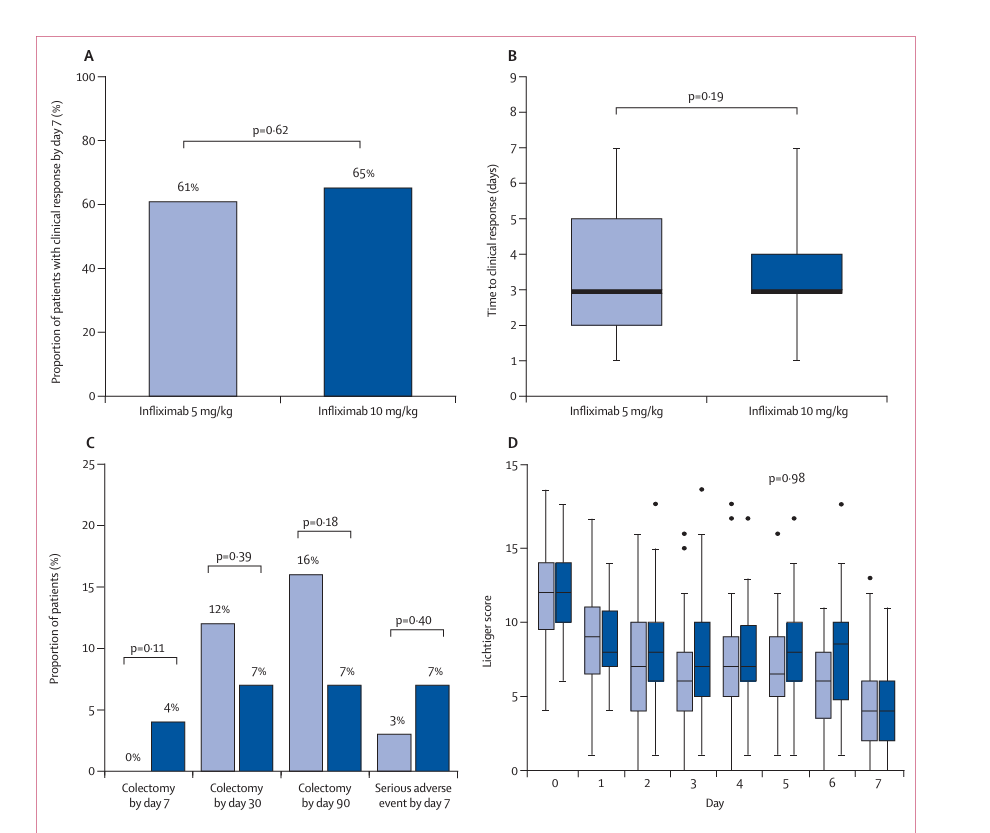 A
Proportion of patients with clinical response by day 7 (%)
100
80
60
40
20
0
p=0·62
61%
65%
Infliximab 5 mg/kg
Infliximab 10 mg/kg
B
Time to clinical response (days)
9
8
7
6
5
4
3
2
1
0
p=0·19
Infliximab 5 mg/kg
Infliximab 10 mg/kg
C
Proportion of patients (%)
25
20
15
10
5
0
p=0·11
0%
4%
p=0·39
12%
7%
p=0·18
16%
7%
p=0·40
3%
7%
Colectomy
by day 7
Colectomy
by day 30
Colectomy
by day 90
Serious adverse
event by day 7
D
Lichtiger score
15
15
10
5
0
p=0·98
0 1 2 3 4 5 6 7
Day